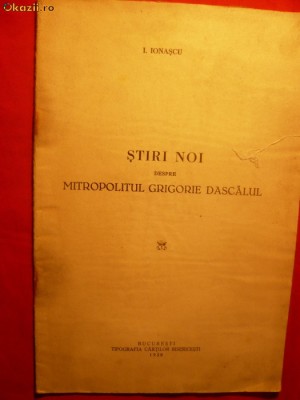 Okazii.ro
I. IONAȘCU
ȘTIRI NOI
DESPRE
MITROPOLITUL GRIGORIE DASCĂLUL
BUCUREȘTI
TIPOGRAFIA CĂRȚILOR BISERICEȘTI